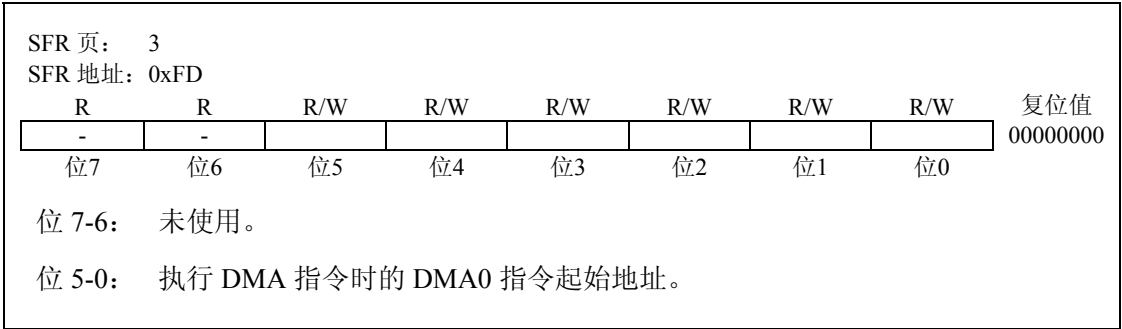 SFR 页： 3
SFR 地址：0xFD
R R R/W R/W R/W R/W R/W R/W 复位值
- - 00000000
位7 位6 位5 位4 位3 位2 位1 位0
位 7-6： 未使用。
位 5-0： 执行 DMA 指令时的 DMA0 指令起始地址。